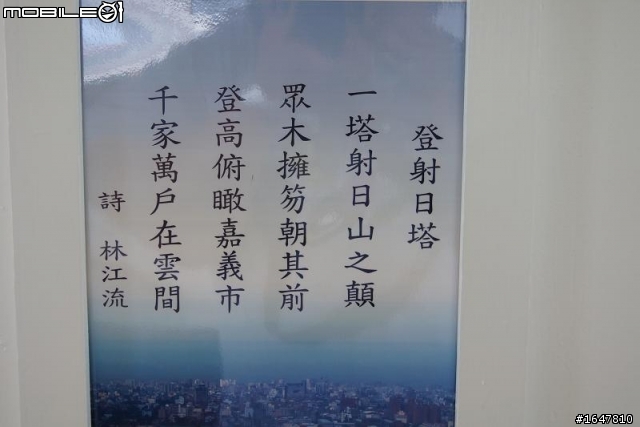 登射日塔
一塔射日山之顛
眾木擁笏朝其前
登高俯瞰嘉義市
千家萬戶在雲間
詩 林江流
MOBILE01
#1647810